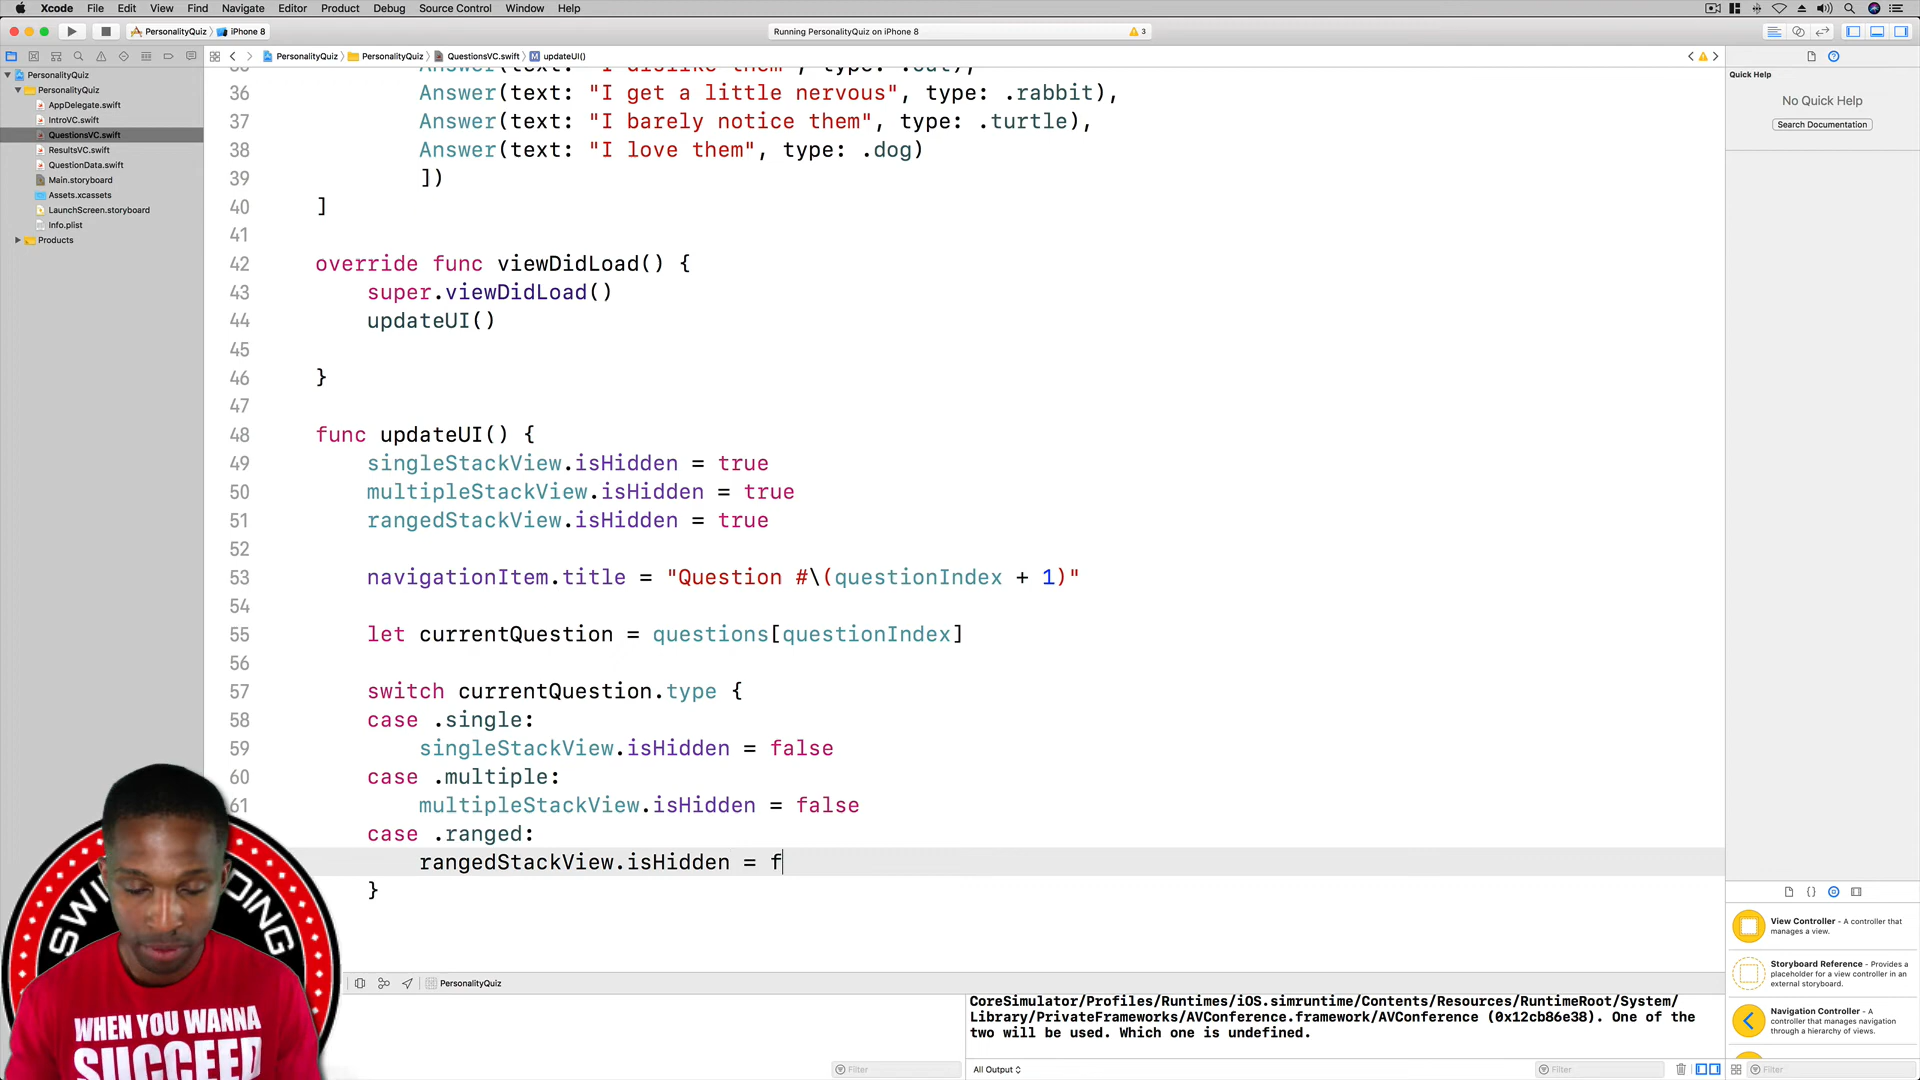 Xcode File Edit View Find Navigate Editor Product Debug Source Control Window Help
PersonalityQuiz iPhone 8
Running PersonalityQuiz on iPhone 8
3
PersonalityQuiz PersonalityQuiz QuestionsVC.swift M updateUI()
PersonalityQuiz
PersonalityQuiz
AppDelegate.swift
IntroVC.swift
QuestionsVC.swift
ResultsVC.swift
QuestionData.swift
Main.storyboard
Assets.xcassets
LaunchScreen.storyboard
Info.plist
Products
36 Answer(text: "I get a little nervous", type: .rabbit),
37 Answer(text: "I barely notice them", type: .turtle),
38 Answer(text: "I love them", type: .dog)
39 ])
40 ]
41
42 override func viewDidLoad() {
43 super.viewDidLoad()
44 updateUI()
45
46 }
47
48 func updateUI() {
49 singleStackView.isHidden = true
50 multipleStackView.isHidden = true
51 rangedStackView.isHidden = true
52
53 navigationItem.title = "Question #\(questionIndex + 1)"
54
55 let currentQuestion = questions[questionIndex]
56
57 switch currentQuestion.type {
58 case .single:
59 singleStackView.isHidden = false
60 case .multiple:
61 multipleStackView.isHidden = false
case .ranged:
rangedStackView.isHidden = f
}
PersonalityQuiz
CoreSimulator/Profiles/Runtimes/iOS.simruntime/Contents/Resources/RuntimeRoot/System/
Library/PrivateFrameworks/AVConference.framework/AVConference (0x12cb86e38). One of the
two will be used. Which one is undefined.
Filter
All Output
Filter
Quick Help
No Quick Help
Search Documentation
View Controller - A controller that
manages a view.
Storyboard Reference - Provides a
placeholder for a view controller in an
external storyboard.
Navigation Controller - A
controller that manages navigation
through a hierarchy of views.
Filter
WHEN YOU WANNA
SUCCEED